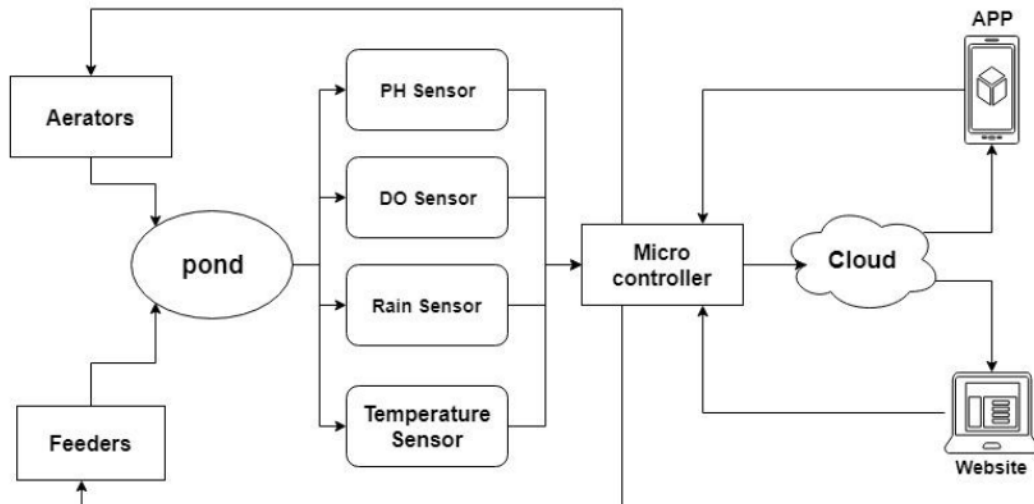 APP
PH Sensor
Aerators
DO Sensor
pond
Micro
controller
Cloud
Rain Sensor
Temperature
Sensor
Feeders
Website